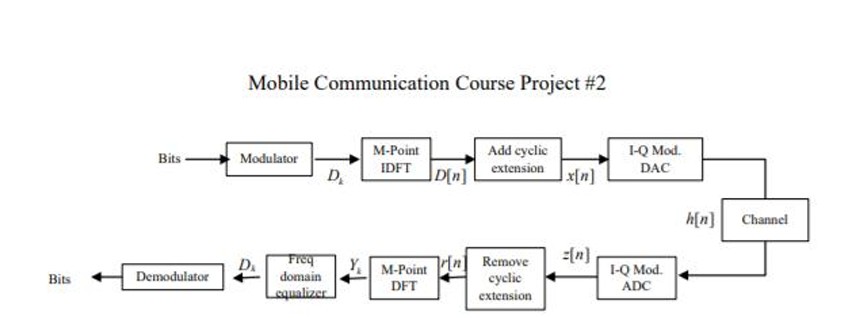 Mobile Communication Course Project #2
Bits
Modulator
D_k
M-Point
IDFT
D[n]
Add cyclic
extension
x[n]
I-Q Mod.
DAC
h[n]
Channel
Bits
Demodulator
D_k
Freq
domain
equalizer
Y_k
M-Point
DFT
r[n]
Remove
cyclic
extension
z[n]
I-Q Mod.
ADC